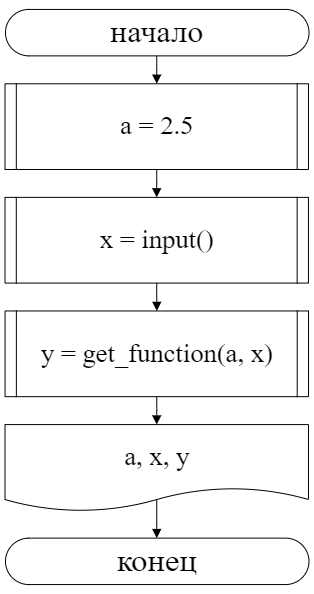 начало
a = 2.5
x = input()
y = get_function(a, x)
a, x, y
конец